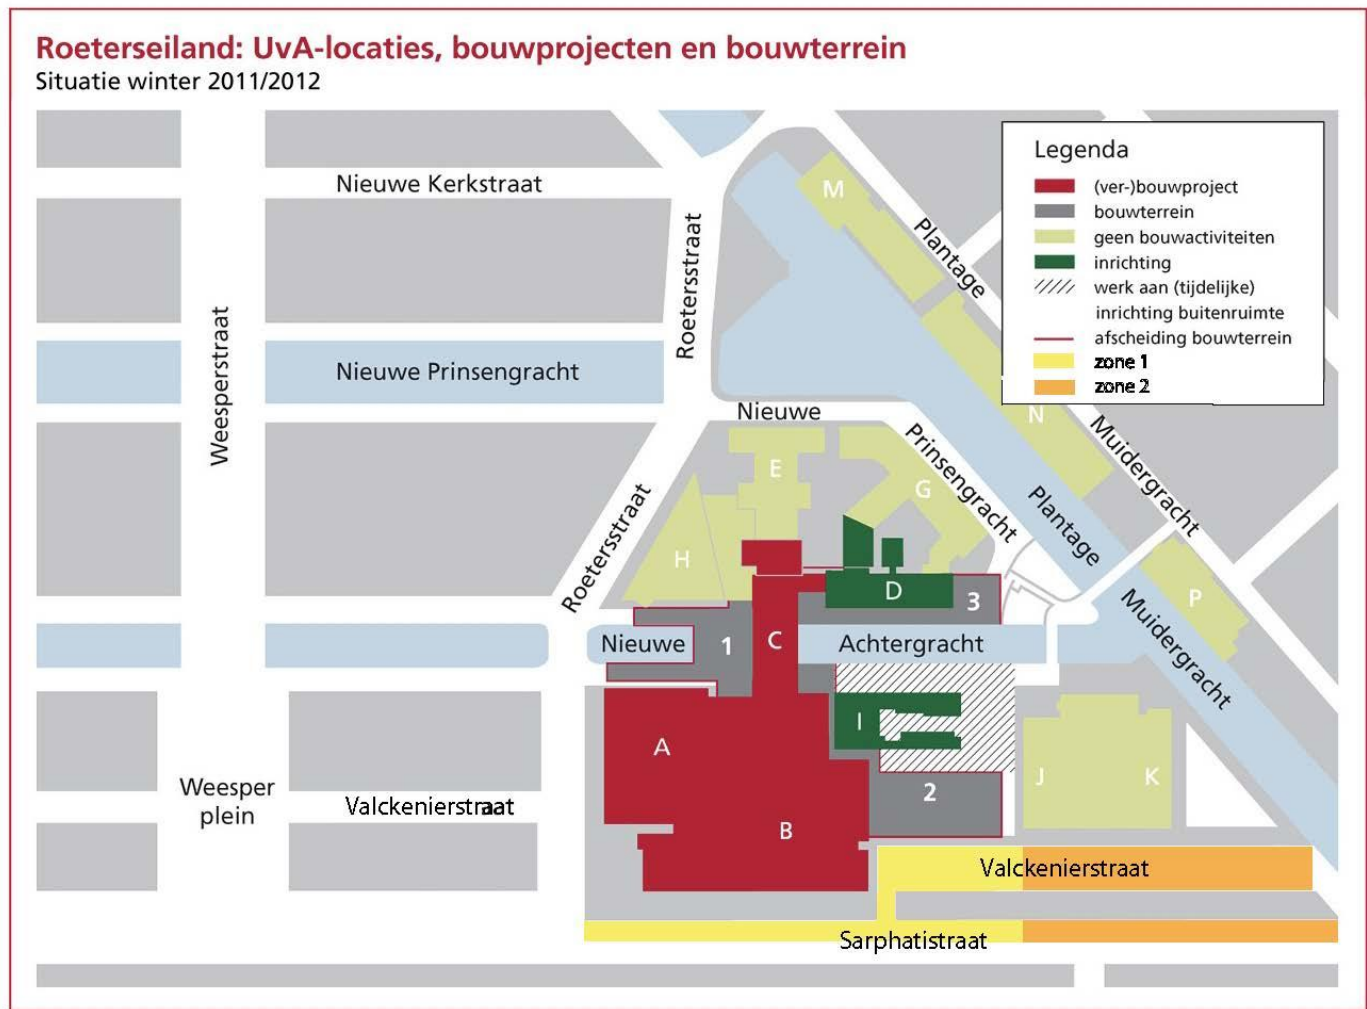 Roeterseiland: UvA-locaties, bouwprojecten en bouwterrein
Situatie winter 2011/2012
Legenda
(ver-)bouwproject
bouwterrein
geen bouwactiviteiten
inrichting
werk aan (tijdelijke)
inrichting buitenruimte
afscheiding bouwterrein
zone 1
zone 2
Nieuwe Kerkstraat
M
Plantage
Roetersstraat
Weesperstraat
Nieuwe Prinsengracht
Nieuwe
N
Muidergracht
Prinsengracht
E
G
Plantage
Roetersstraat
H
D
3
P
Muidergracht
Nieuwe
1
C
Achtergracht
I
A
J
K
2
Weesper
plein
Valckenierstraat
B
Valckenierstraat
Sarphatistraat